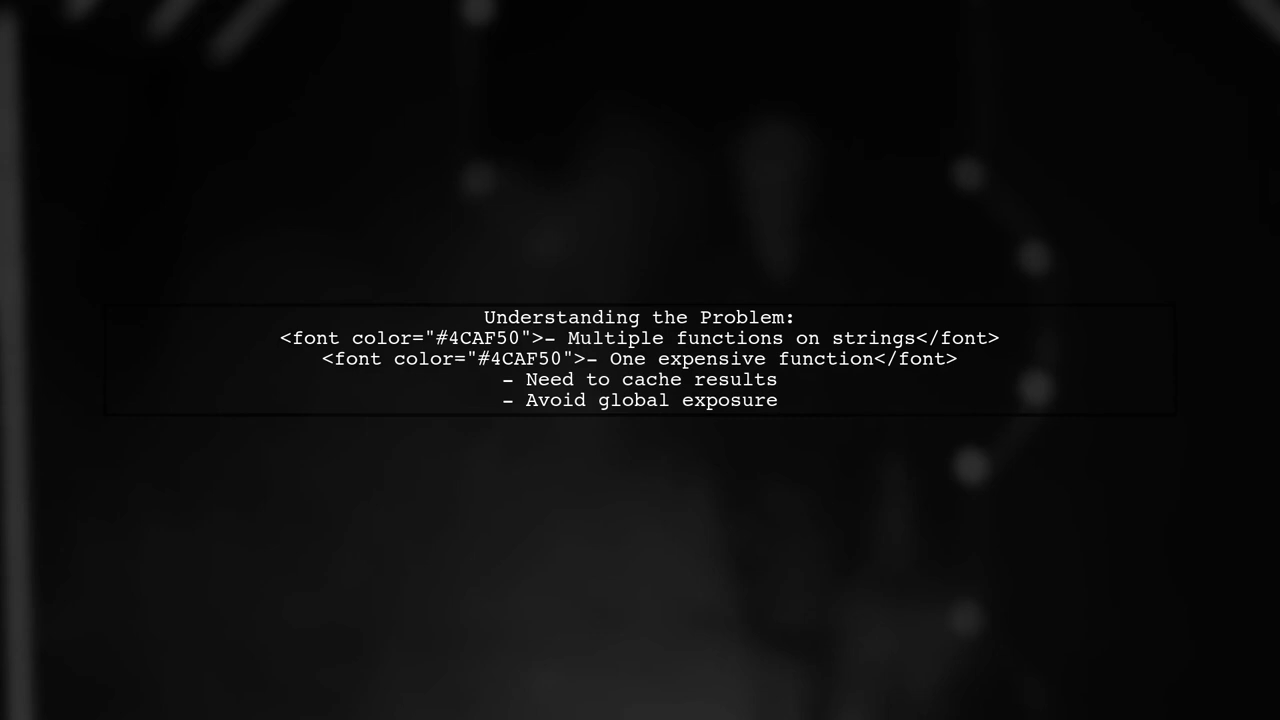 Understanding the Problem:
<font color="#4CAF50">- Multiple functions on strings</font>
<font color="#4CAF50">- One expensive function</font>
- Need to cache results
- Avoid global exposure